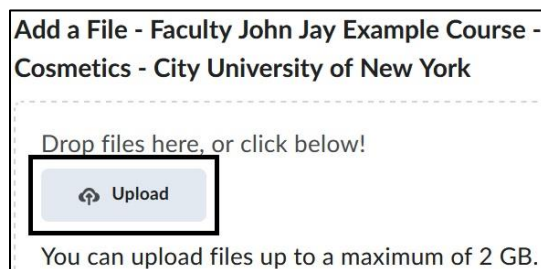 Add a File - Faculty John Jay Example Course -
Cosmetics - City University of New York
Drop files here, or click below!
Upload
You can upload files up to a maximum of 2 GB.